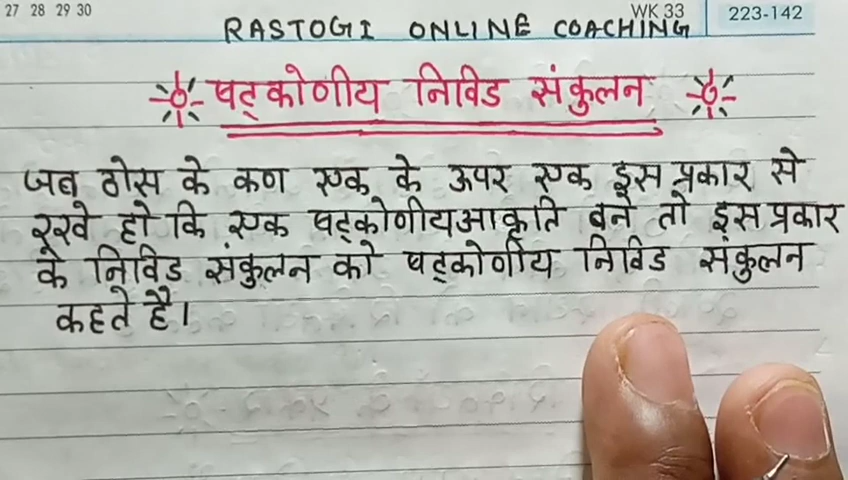 27 28 29 30 WK 33 223-142
RASTOGI ONLINE COACHING
षट्कोणीय निविड संकुलन
जब ठोस के कण एक के ऊपर एक इस प्रकार से
रखे हो कि एक षट्कोणीय आकृति बने तो इस प्रकार
के निविड संकुलन को षट्कोणीय निविड संकुलन
कहते है।